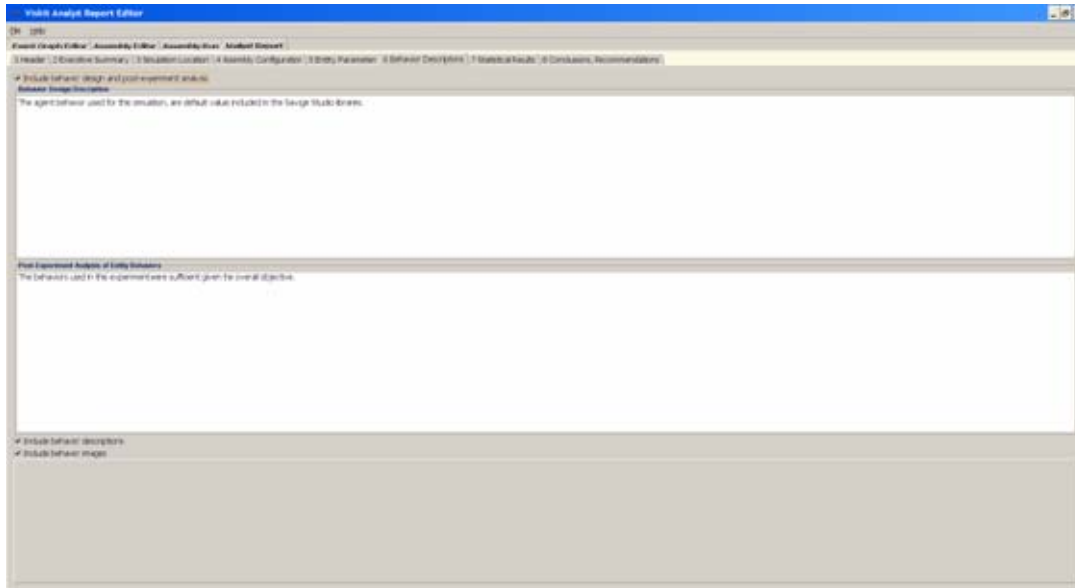 Viskit Analyst Report Editor
File Help
Event Graph Editor Assembly Editor Assembly Run Analyst Report
1 Header 2 Executive Summary 3 Simulation Location 4 Assembly Configuration 5 Entity Parameter 6 Behavior Descriptions 7 Statistical Results 8 Conclusions, Recommendations
Include behavior design and post-experiment analysis
Behavior Design Description
The agent behavior used for the simulation, are default value included in the Savage Studio libraries.
Post-Experiment Analysis of Entity Behaviors
The behaviors used in the experiment were sufficient given the overall objective.
Include behavior descriptions
Include behavior images